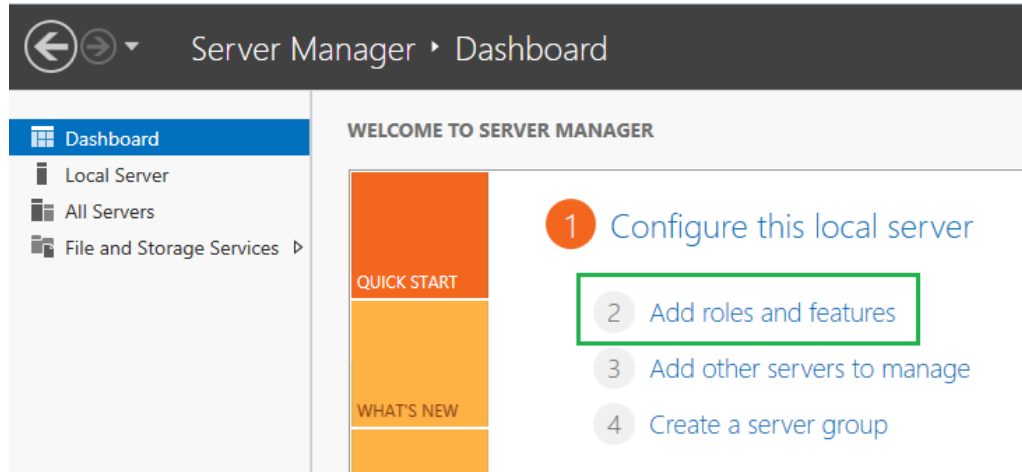 Server Manager ‣ Dashboard
Dashboard
Local Server
All Servers
File and Storage Services
WELCOME TO SERVER MANAGER
QUICK START
WHAT'S NEW
1 Configure this local server
2 Add roles and features
3 Add other servers to manage
4 Create a server group